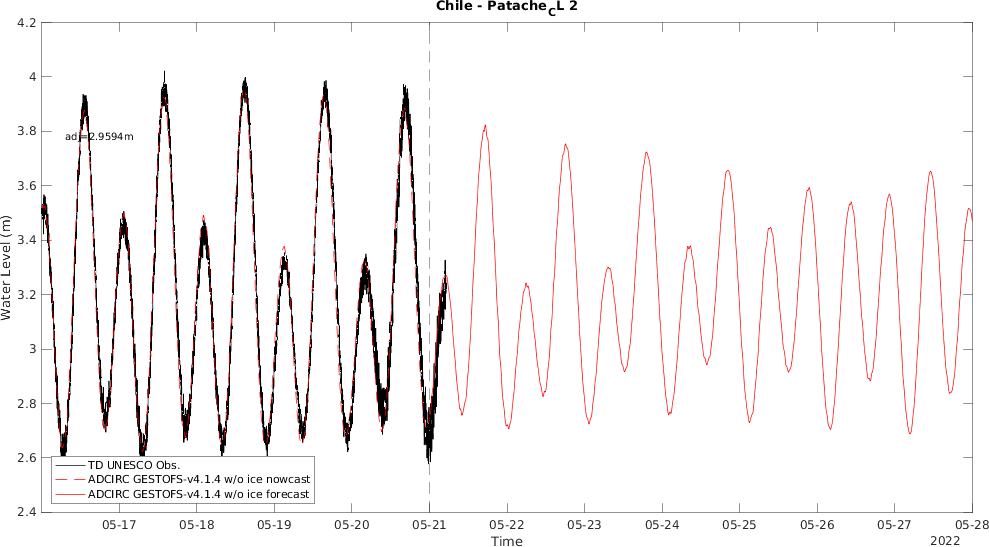 Chile - Patache_CL 2
4.2
4
3.8
3.6
3.4
3.2
3
2.8
2.6
2.4
Water Level (m)
adj=2.9594m
TD UNESCO Obs.
ADCIRC GESTOFS-v4.1.4 w/o ice nowcast
ADCIRC GESTOFS-v4.1.4 w/o ice forecast
05-17 05-18 05-19 05-20 05-21 05-22 05-23 05-24 05-25 05-26 05-27 05-28
Time
2022